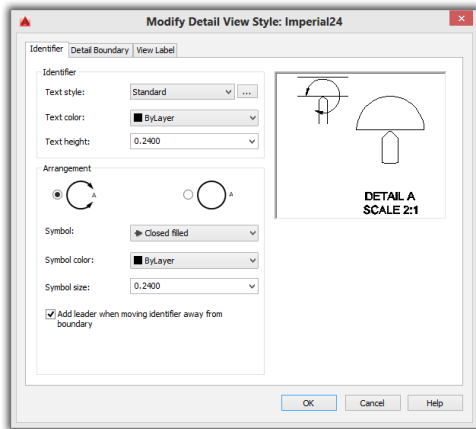 Modify Detail View Style: Imperial24
Identifier Detail Boundary View Label
Identifier
Text style: Standard ...
Text color: ByLayer
Text height: 0.2400
Arrangement
A A
Symbol: Closed filled
Symbol color: ByLayer
Symbol size: 0.2400
Add leader when moving identifier away from
boundary
DETAIL A
SCALE 2:1
OK Cancel Help